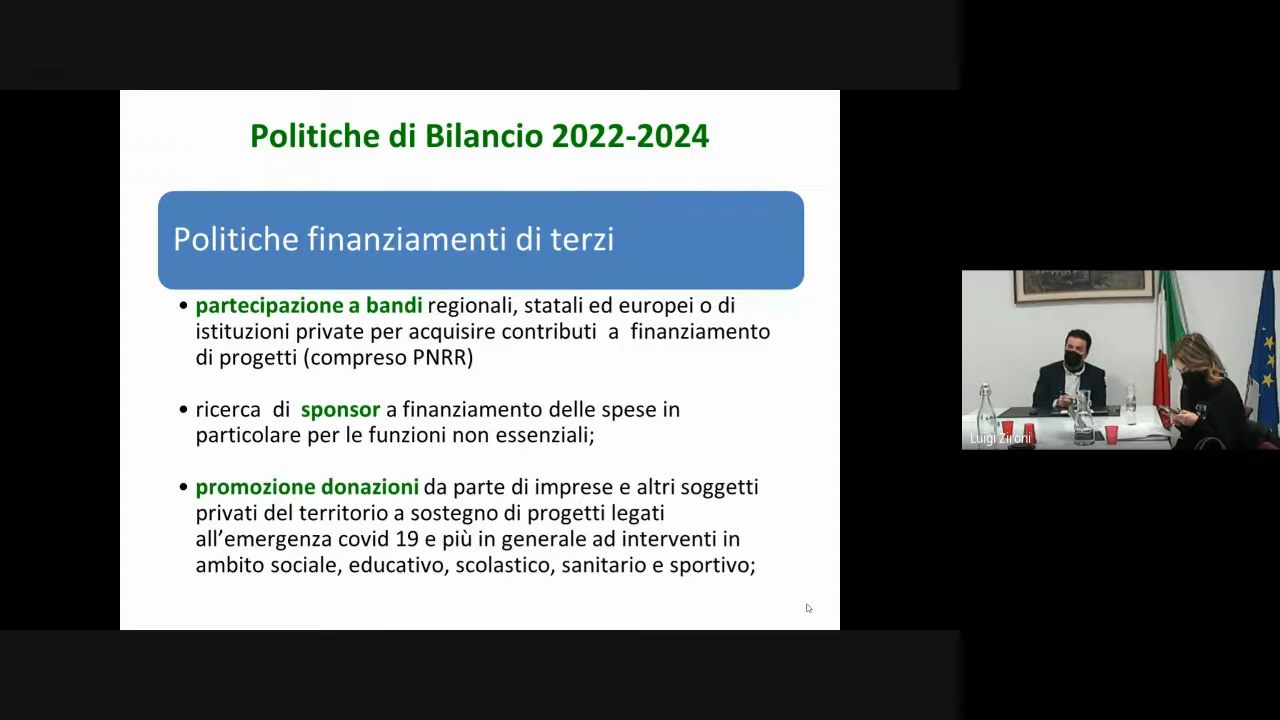 Politiche di Bilancio 2022-2024
Politiche finanziamenti di terzi
• partecipazione a bandi regionali, statali ed europei o di
istituzioni private per acquisire contributi a finanziamento
di progetti (compreso PNRR)
• ricerca di sponsor a finanziamento delle spese in
particolare per le funzioni non essenziali;
• promozione donazioni da parte di imprese e altri soggetti
privati del territorio a sostegno di progetti legati
all’emergenza covid 19 e più in generale ad interventi in
ambito sociale, educativo, scolastico, sanitario e sportivo;
Luigi Zironi